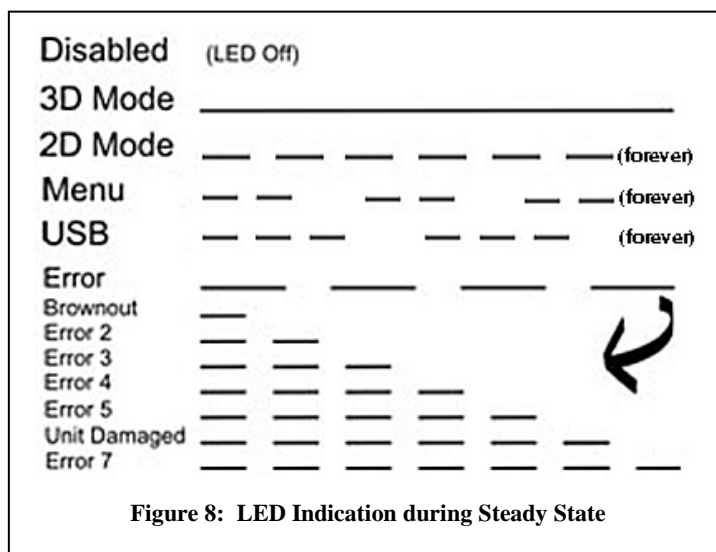 Disabled (LED Off)
3D Mode
2D Mode (forever)
Menu (forever)
USB (forever)
Error
Brownout
Error 2
Error 3
Error 4
Error 5
Unit Damaged
Error 7
Figure 8: LED Indication during Steady State